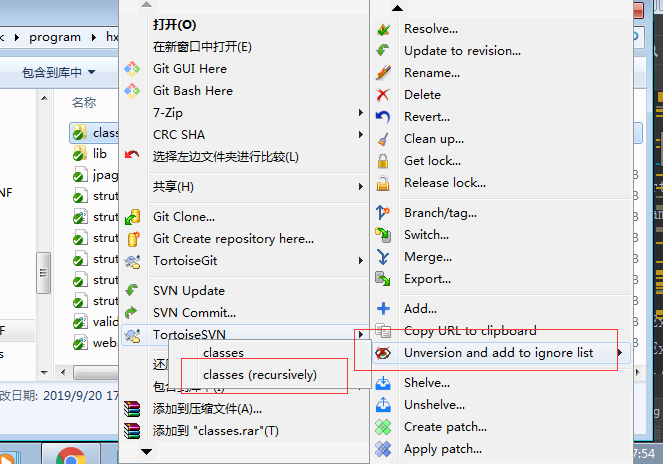 k ▸ program ▸ hx
包含到库中
名称
class
lib
jpag
strut
strut
strut
strut
strut
strut
valid
web
NF
F
s
改日期: 2019/9/20 17
打开(O)
在新窗口中打开(E)
Git GUI Here
Git Bash Here
7-Zip
CRC SHA
选择左边文件夹进行比较(L)
共享(H)
Git Clone...
Git Create repository here...
TortoiseGit
SVN Update
SVN Commit...
TortoiseSVN
还原
包含到库中(I)
添加到压缩文件(A)...
添加到 "classes.rar"(T)
classes
classes (recursively)
Resolve...
Update to revision...
Rename...
Delete
Revert...
Clean up...
Get lock...
Release lock...
Branch/tag...
Switch...
Merge...
Export...
Add...
Copy URL to clipboard
Unversion and add to ignore list
Shelve...
Unshelve...
Create patch...
Apply patch...
7:54